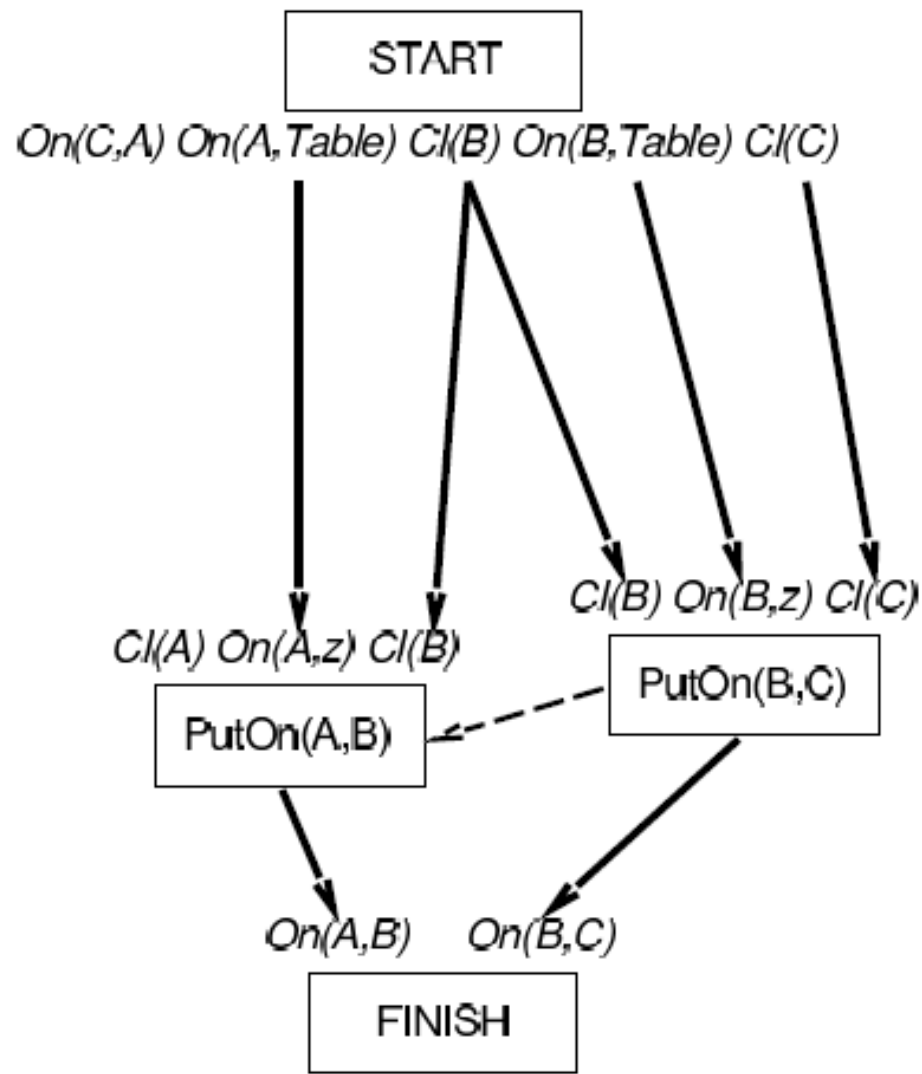 START
On(C,A) On(A,Table) Cl(B) On(B,Table) Cl(C)
Cl(B) On(B,z) Cl(C)
Cl(A) On(A,z) Cl(B)
PutOn(B,C)
PutOn(A,B)
On(A,B) On(B,C)
FINISH